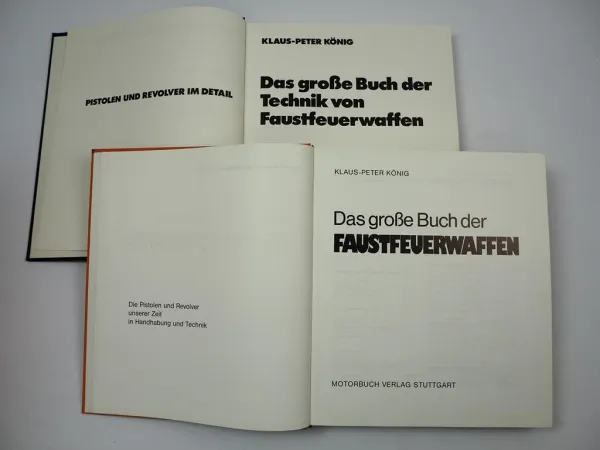 PISTOLEN UND REVOLVER IM DETAIL
KLAUS-PETER KÖNIG
Das große Buch der
Technik von
Faustfeuerwaffen
Die Pistolen und Revolver
unserer Zeit
in Handhabung und Technik
KLAUS-PETER KÖNIG
Das große Buch der
FAUSTFEUERWAFFEN
MOTORBUCH VERLAG STUTTGART